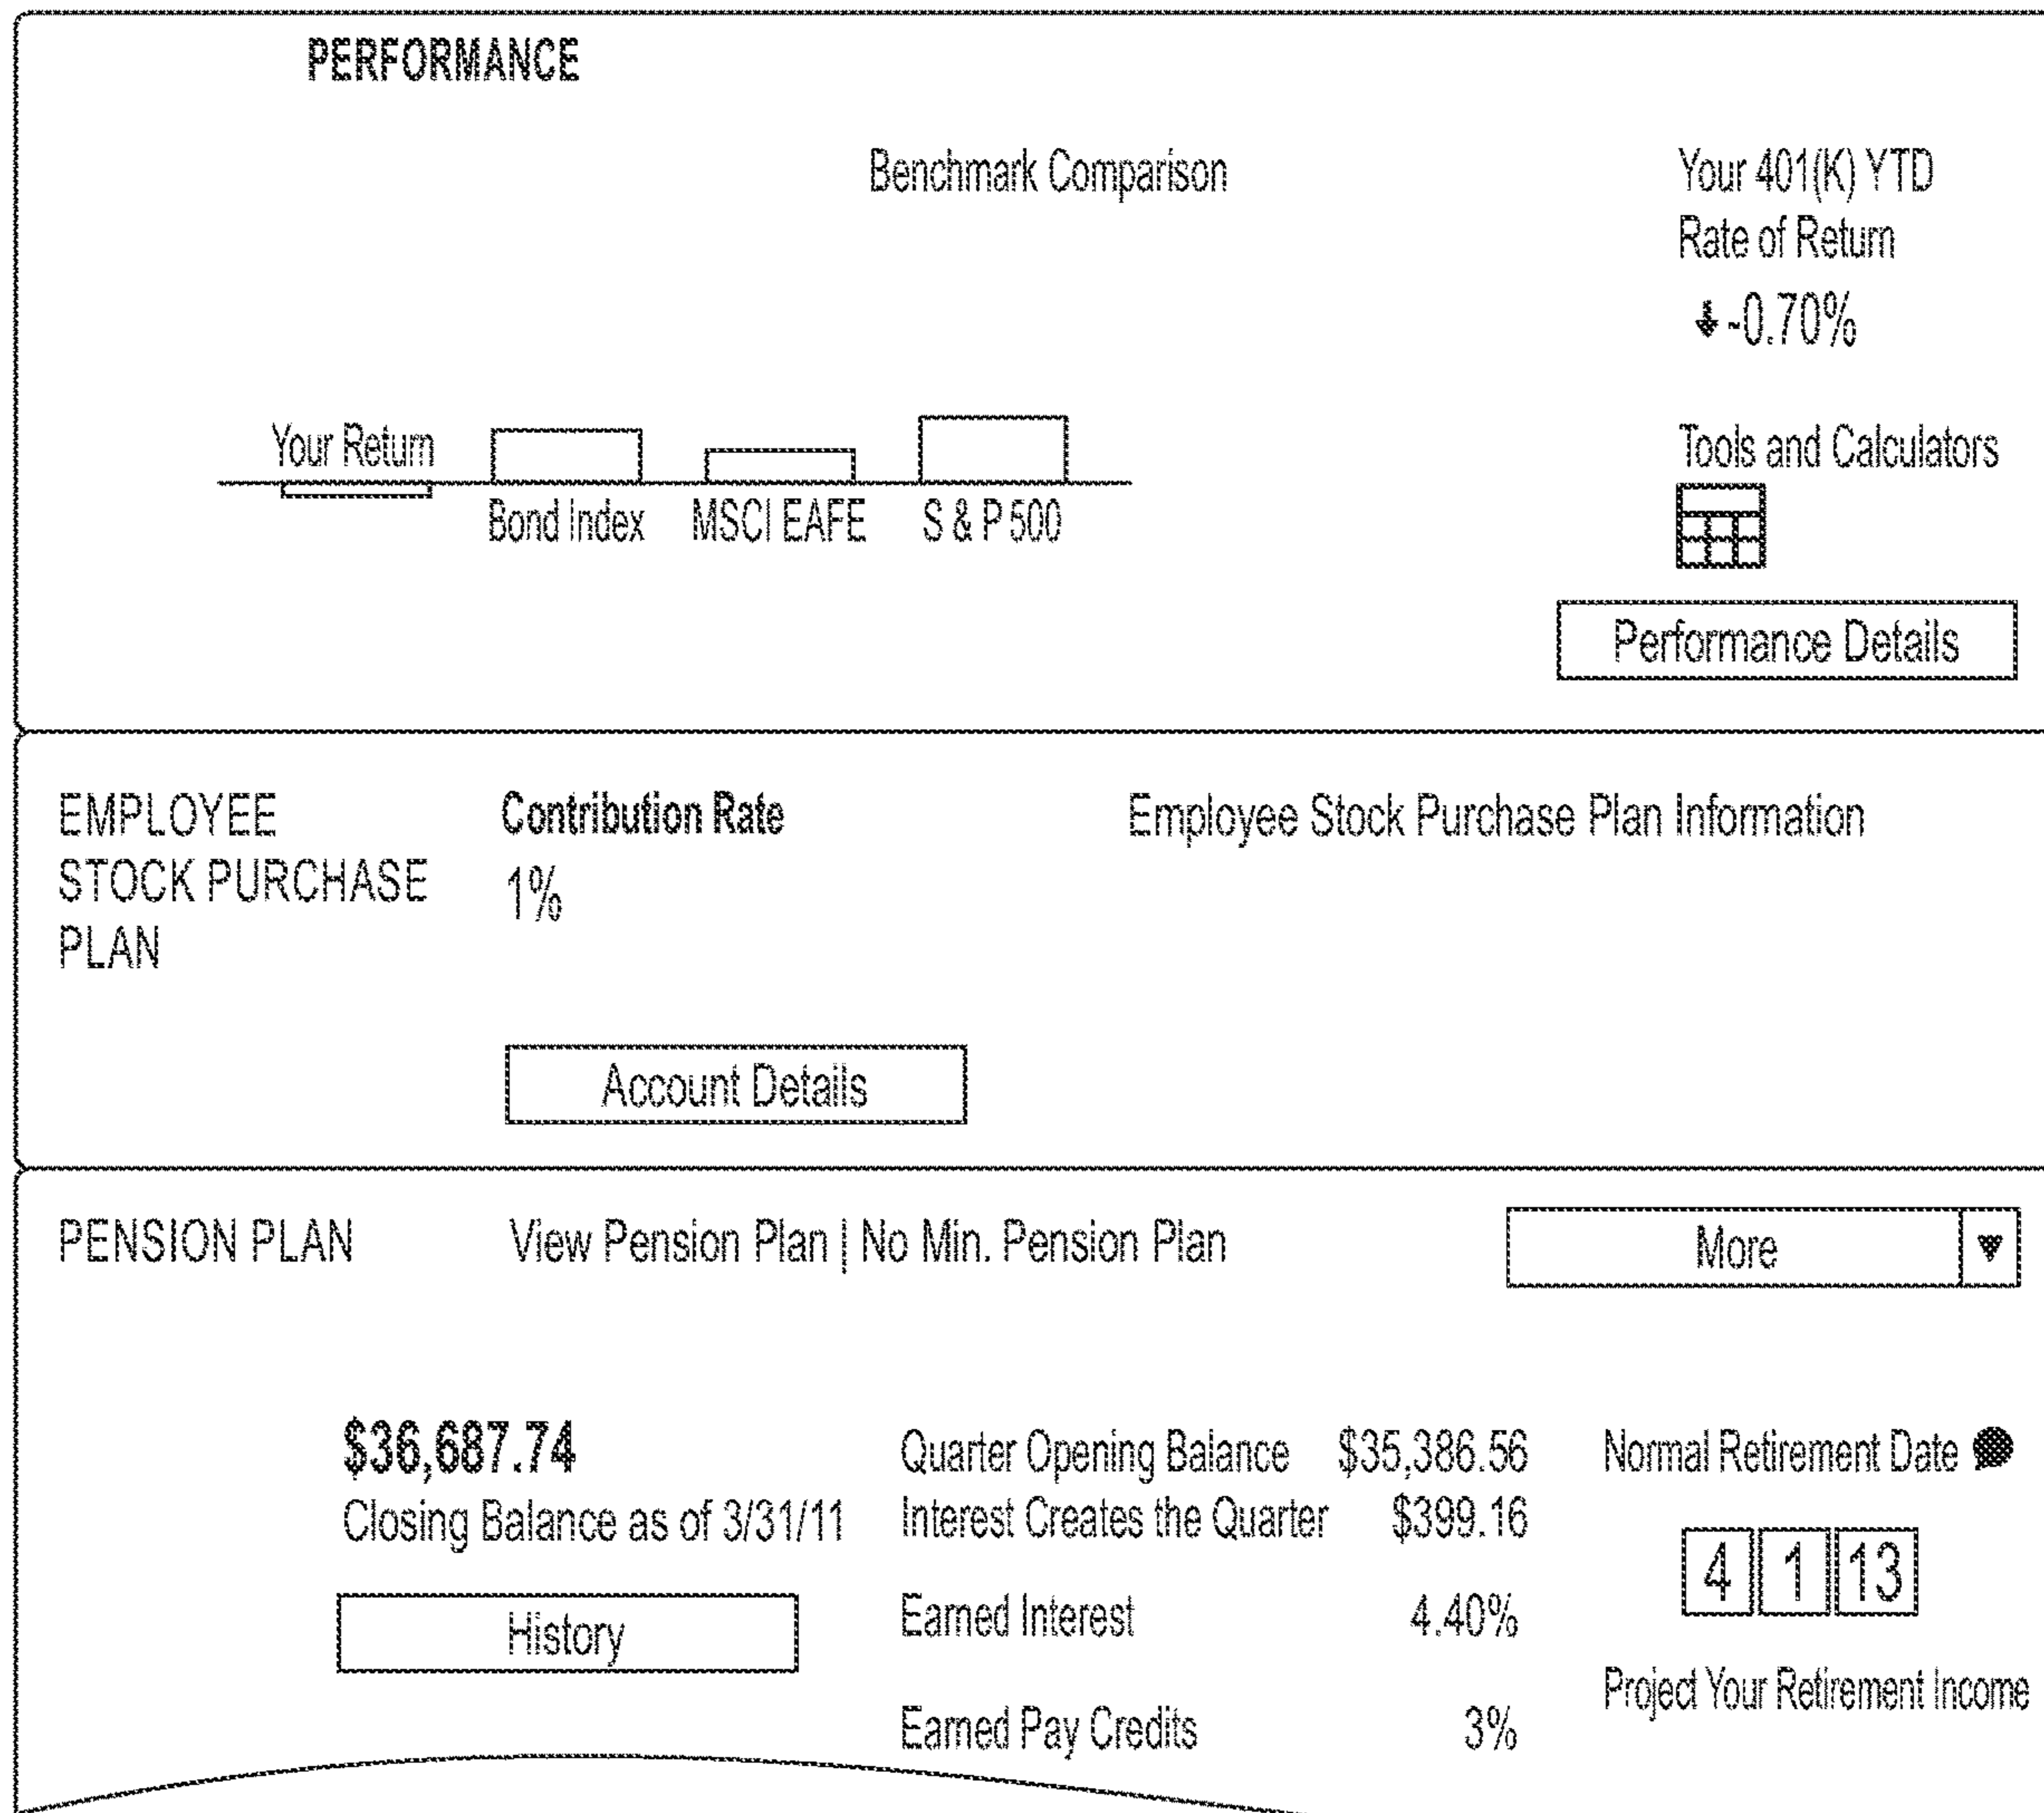 PERFORMANCE
Benchmark Comparison
Your 401(K) YTD
Rate of Return
-0.70%
Your Return
Bond Index MSCI EAFE S & P 500
Tools and Calculators
Performance Details
EMPLOYEE
STOCK PURCHASE
PLAN
Contribution Rate
1%
Employee Stock Purchase Plan Information
Account Details
PENSION PLAN View Pension Plan | No Min. Pension Plan
More
$36,687.74
Closing Balance as of 3/31/11
History
Quarter Opening Balance $35,386.56
Interest Creates the Quarter $399.16
Earned Interest 4.40%
Earned Pay Credits 3%
Normal Retirement Date
4 1 13
Project Your Retirement Income